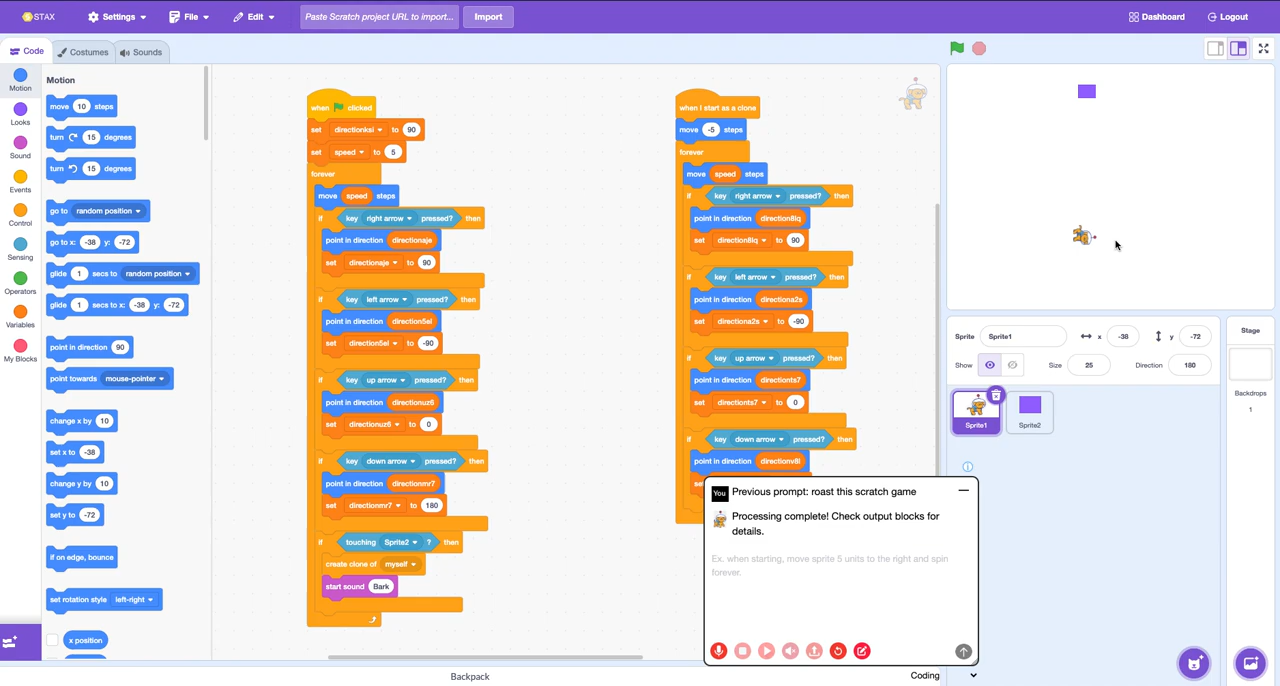 STAX Settings File Edit Paste Scratch project URL to import... Import Dashboard Logout
Code Costumes Sounds
Motion
Looks
Sound
Events
Control
Sensing
Operators
Variables
My Blocks
Motion
move 10 steps
turn 15 degrees
turn 15 degrees
go to random position
go to x: -38 y: -72
glide 1 secs to random position
glide 1 secs to x: -38 y: -72
point in direction 90
point towards mouse-pointer
change x by 10
set x to -38
change y by 10
set y to -72
if on edge, bounce
set rotation style left-right
x position
when clicked
set directionksi to 90
set speed to 5
forever
move speed steps
if key right arrow pressed? then
point in direction directionaje
set directionaje to 90
if key left arrow pressed? then
point in direction direction5el
set direction5el to -90
if key up arrow pressed? then
point in direction directionuz6
set directionuz6 to 0
if key down arrow pressed? then
point in direction directionmr7
set directionmr7 to 180
if touching Sprite2 ? then
create clone of myself
start sound Bark
when I start as a clone
move -5 steps
forever
move speed steps
if key right arrow pressed? then
point in direction direction8lq
set direction8lq to 90
if key left arrow pressed? then
point in direction directiona2s
set directiona2s to -90
if key up arrow pressed? then
point in direction directionts7
set directionts7 to 0
if key down arrow pressed? then
point in direction directionv8l
You Previous prompt: roast this scratch game
Processing complete! Check output blocks for
details.
Ex. when starting, move sprite 5 units to the right and spin
forever.
Sprite Sprite1 x -38 y -72
Show Size 25 Direction 180
Sprite1 Sprite2
Stage
Backdrops
1
Backpack
Coding